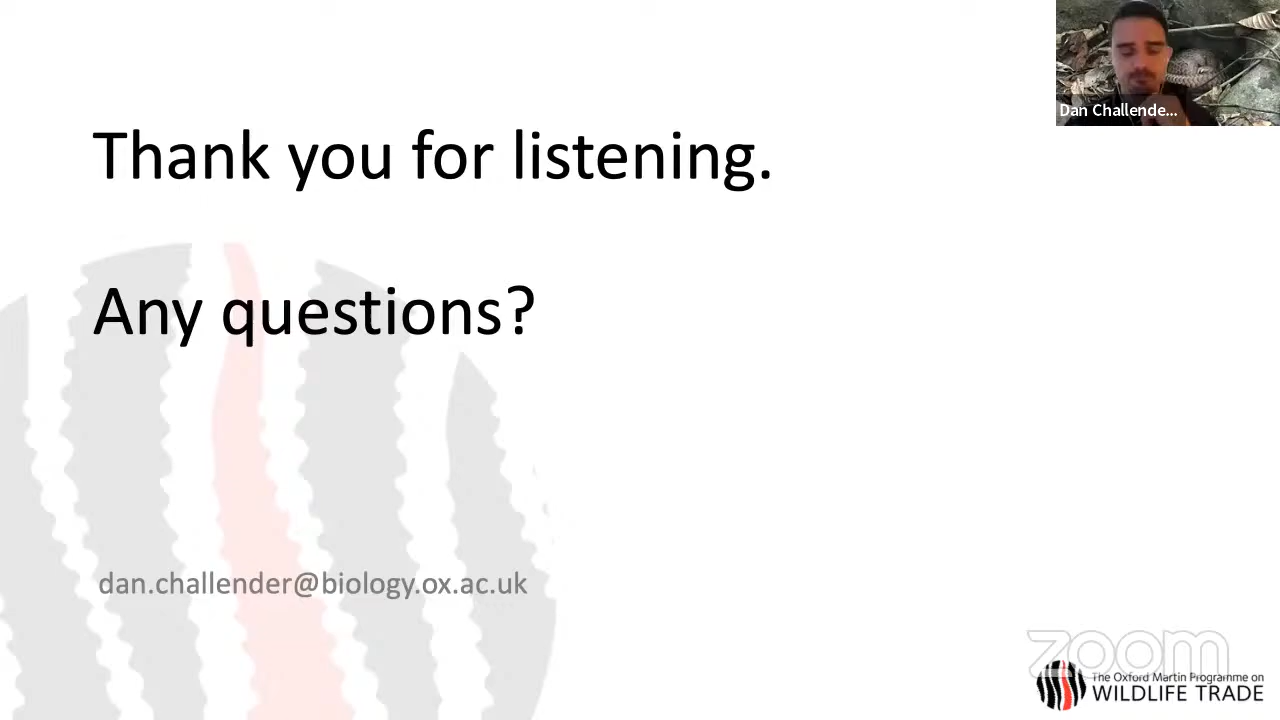 Dan Challende...
Thank you for listening.
Any questions?
dan.challender@biology.ox.ac.uk
zoom
The Oxford Martin Programme on
WILDLIFE TRADE